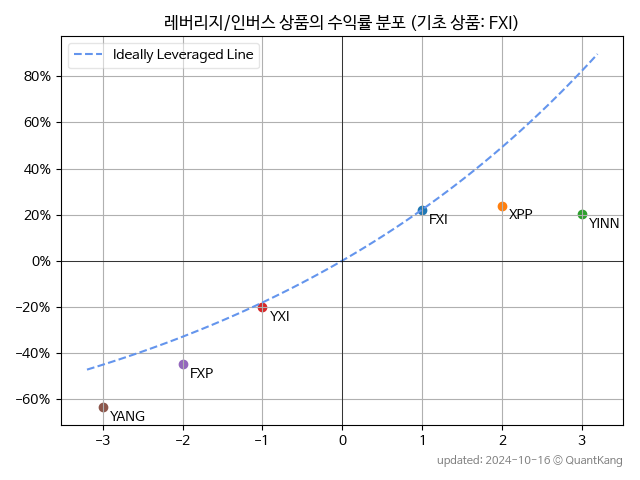 레버리지/인버스 상품의 수익률 분포 (기초 상품: FXI)
Ideally Leveraged Line
80%
60%
40%
20%
0%
−20%
−40%
−60%
FXI
XPP
YINN
YXI
FXP
YANG
−3
−2
−1
0
1
2
3
updated: 2024-10-16 © QuantKang